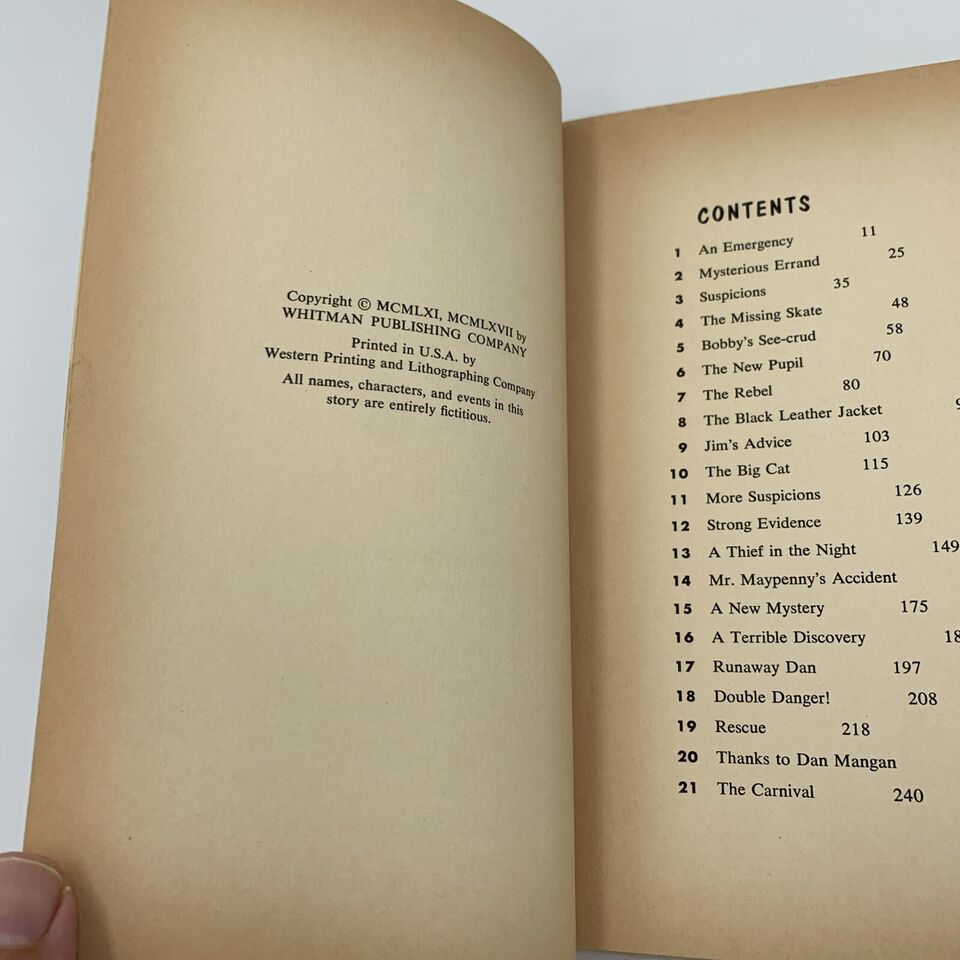 Copyright © MCMLXI, MCMLXVII by
WHITMAN PUBLISHING COMPANY
Printed in U.S.A. by
Western Printing and Lithographing Company
All names, characters, and events in this
story are entirely fictitious.
CONTENTS
1 An Emergency 11
2 Mysterious Errand 25
3 Suspicions 35
4 The Missing Skate 48
5 Bobby's See-crud 58
6 The New Pupil 70
7 The Rebel 80
8 The Black Leather Jacket
9 Jim's Advice 103
10 The Big Cat 115
11 More Suspicions 126
12 Strong Evidence 139
13 A Thief in the Night 149
14 Mr. Maypenny's Accident
15 A New Mystery 175
16 A Terrible Discovery
17 Runaway Dan 197
18 Double Danger! 208
19 Rescue 218
20 Thanks to Dan Mangan
21 The Carnival 240